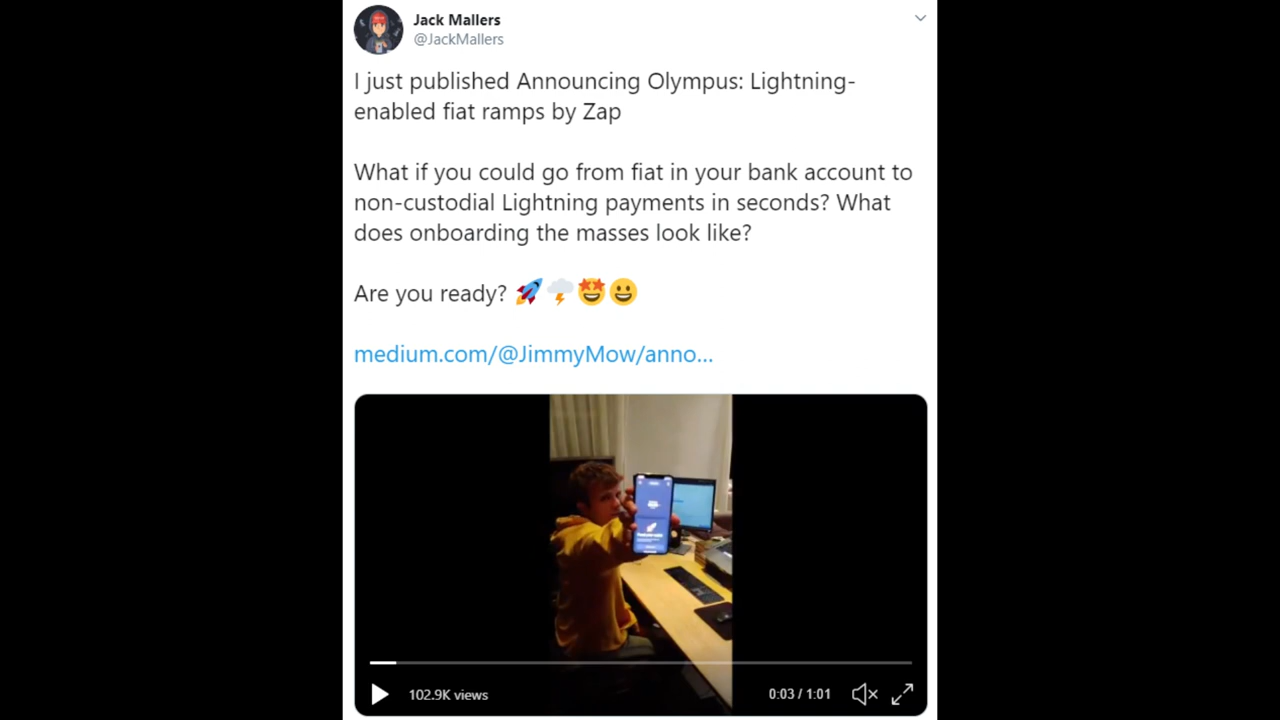 Jack Mallers
@JackMallers
I just published Announcing Olympus: Lightning-
enabled fiat ramps by Zap
What if you could go from fiat in your bank account to
non-custodial Lightning payments in seconds? What
does onboarding the masses look like?
Are you ready? 🚀🌩️🤩😀
medium.com/@JimmyMow/anno...
102.9K views
0:03 / 1:01